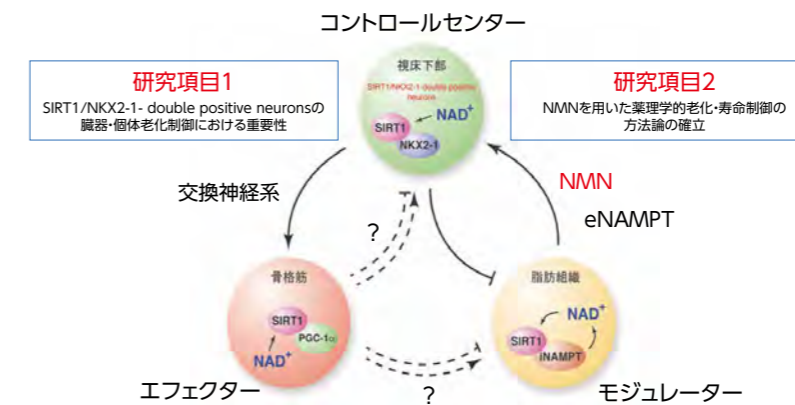 コントロールセンター
研究項目1
SIRT1/NKX2-1- double positive neuronsの
臓器・個体老化制御における重要性
視床下部
SIRT1/NKX2-1 double positive
neurons
NAD+
SIRT1
NKX2-1
研究項目2
NMNを用いた薬理学的老化・寿命制御の
方法論の確立
交換神経系
?
NMN
eNAMPT
骨格筋
SIRT1
PGC-1α
NAD+
エフェクター
?
脂肪組織
NAD+
SIRT1
iNAMPT
モジュレーター